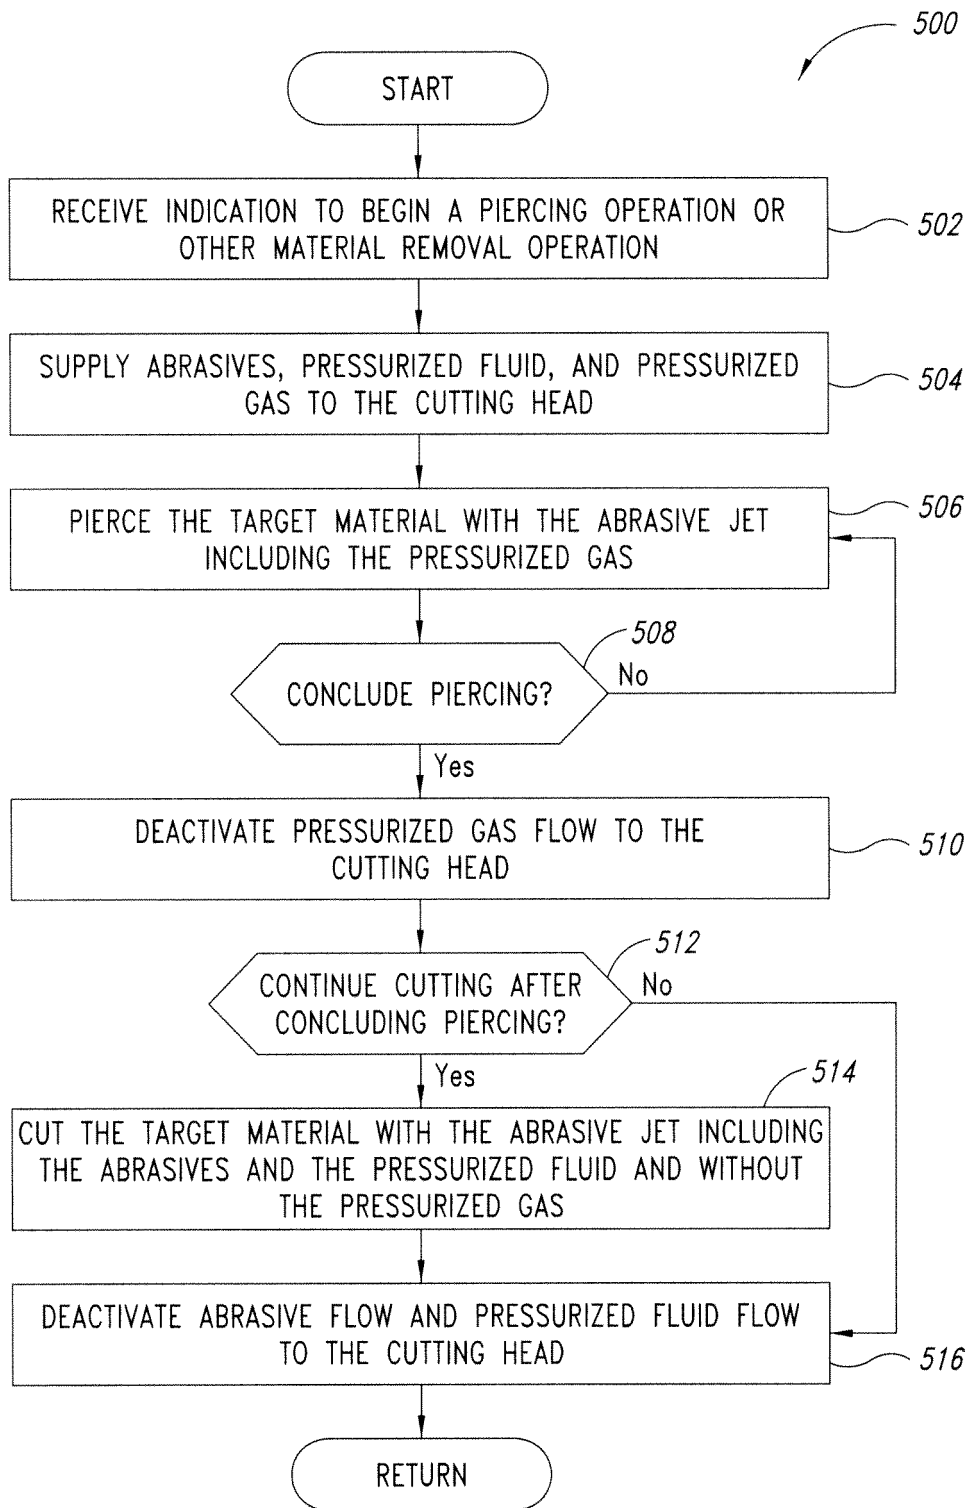 500
START
RECEIVE INDICATION TO BEGIN A PIERCING OPERATION OR
OTHER MATERIAL REMOVAL OPERATION
502
SUPPLY ABRASIVES, PRESSURIZED FLUID, AND PRESSURIZED
GAS TO THE CUTTING HEAD
504
PIERCE THE TARGET MATERIAL WITH THE ABRASIVE JET
INCLUDING THE PRESSURIZED GAS
506
508
CONCLUDE PIERCING?
No
Yes
DEACTIVATE PRESSURIZED GAS FLOW TO THE
CUTTING HEAD
510
512
CONTINUE CUTTING AFTER
CONCLUDING PIERCING?
No
Yes
514
CUT THE TARGET MATERIAL WITH THE ABRASIVE JET INCLUDING
THE ABRASIVES AND THE PRESSURIZED FLUID AND WITHOUT
THE PRESSURIZED GAS
DEACTIVATE ABRASIVE FLOW AND PRESSURIZED FLUID FLOW
TO THE CUTTING HEAD
516
RETURN